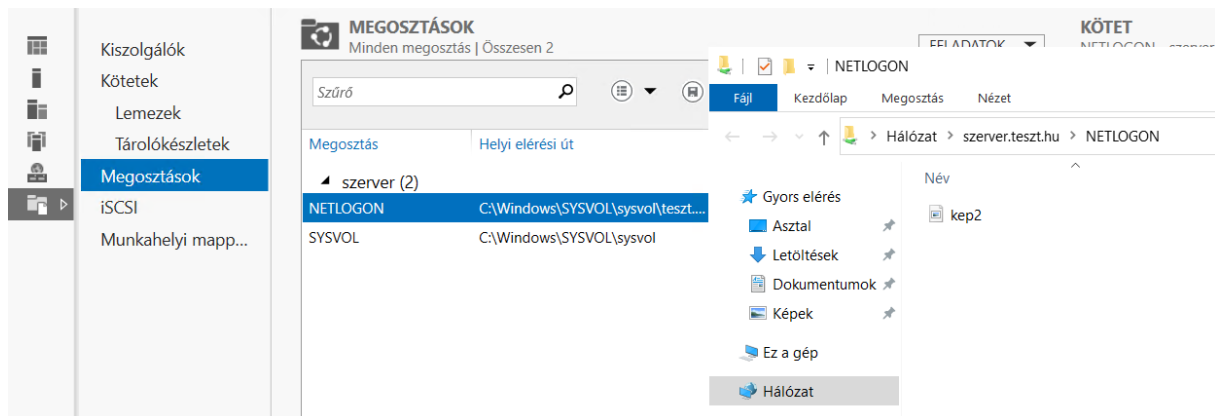 MEGOSZTÁSOK
Minden megosztás | Összesen 2
KÖTET
FELADATOK
NETLOGON
Kiszolgálók
Kötetek
Lemezek
Tárolókészletek
Megosztások
iSCSI
Munkahelyi mapp...
Szűrő
Megosztás Helyi elérési út
szerver (2)
NETLOGON C:\Windows\SYSVOL\sysvol\teszt....
SYSVOL C:\Windows\SYSVOL\sysvol
NETLOGON
Fájl Kezdőlap Megosztás Nézet
Hálózat > szerver.teszt.hu > NETLOGON
Név
Gyors elérés
Asztal
Letöltések
Dokumentumok
Képek
Ez a gép
Hálózat
kep2